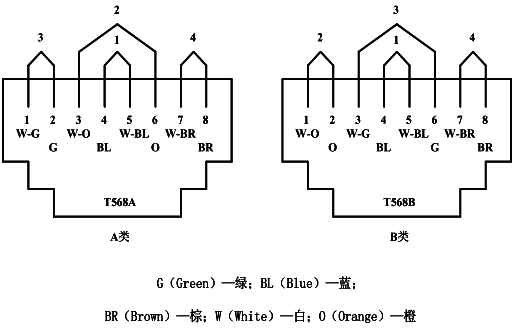 2 3
3 1 4 2 1 4
1 2 3 4 5 6 7 8 1 2 3 4 5 6 7 8
W-G W-O W-BL W-BR W-O W-G W-BL W-BR
G BL O BR O BL G BR
T568A T568B
A类 B类
G (Green) —绿; BL (Blue) —蓝;
BR (Brown) —棕; W (White) —白; O (Orange) —橙